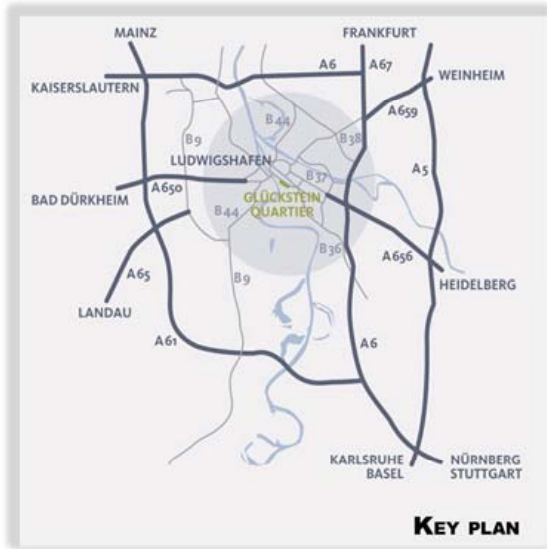 MAINZ
FRANKFURT
A6
A67
WEINHEIM
KAISERSLAUTERN
A659
B44
B9
B38
LUDWIGSHAFEN
A5
B37
A650
BAD DÜRKHEIM
GLÜCKSTEIN
QUARTIER
B44
B36
A656
B9
A65
HEIDELBERG
LANDAU
A61
A6
KARLSRUHE
BASEL
NÜRNBERG
STUTTGART
KEY PLAN